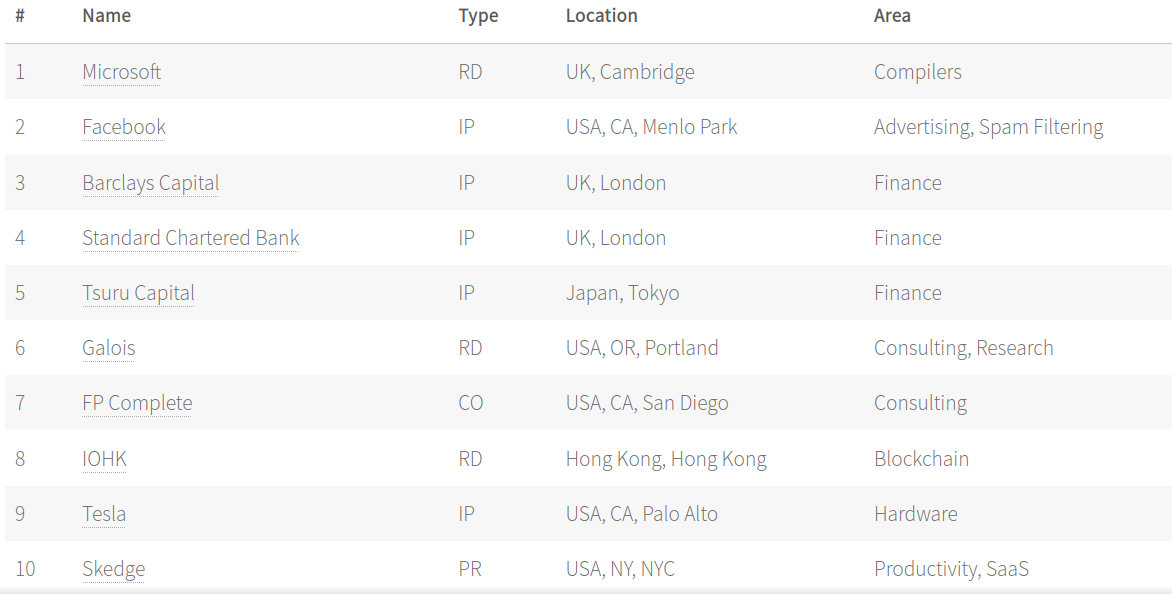 # Name Type Location Area
1 Microsoft RD UK, Cambridge Compilers
2 Facebook IP USA, CA, Menlo Park Advertising, Spam Filtering
3 Barclays Capital IP UK, London Finance
4 Standard Chartered Bank IP UK, London Finance
5 Tsuru Capital IP Japan, Tokyo Finance
6 Galois RD USA, OR, Portland Consulting, Research
7 FP Complete CO USA, CA, San Diego Consulting
8 IOHK RD Hong Kong, Hong Kong Blockchain
9 Tesla IP USA, CA, Palo Alto Hardware
10 Skedge PR USA, NY, NYC Productivity, SaaS